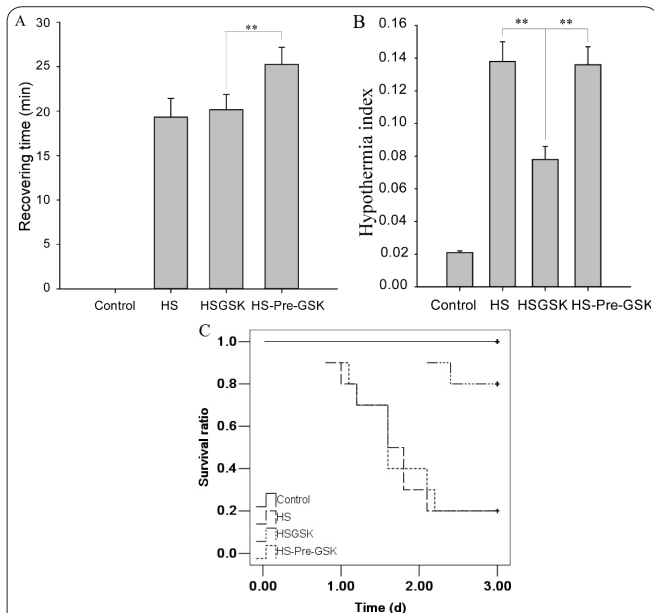 A
**
Recovering time (min)
30
25
20
15
10
5
0
Control HS HSGSK HS-Pre-GSK
B
** **
Hypothermia index
0.16
0.14
0.12
0.10
0.08
0.06
0.04
0.02
0.00
Control HS HSGSK HS-Pre-GSK
C
Survival ratio
1.0
0.8
0.6
0.4
0.2
0.0
Control
HS
HSGSK
HS-Pre-GSK
0.00 1.00 2.00 3.00
Time (d)